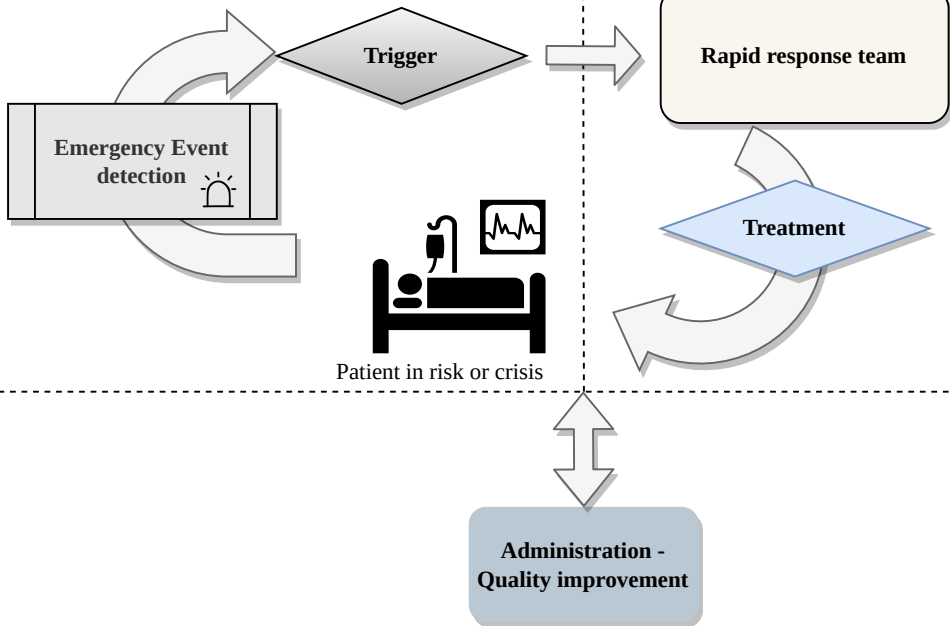 Trigger
Rapid response team
Emergency Event
detection
Treatment
Patient in risk or crisis
Administration -
Quality improvement